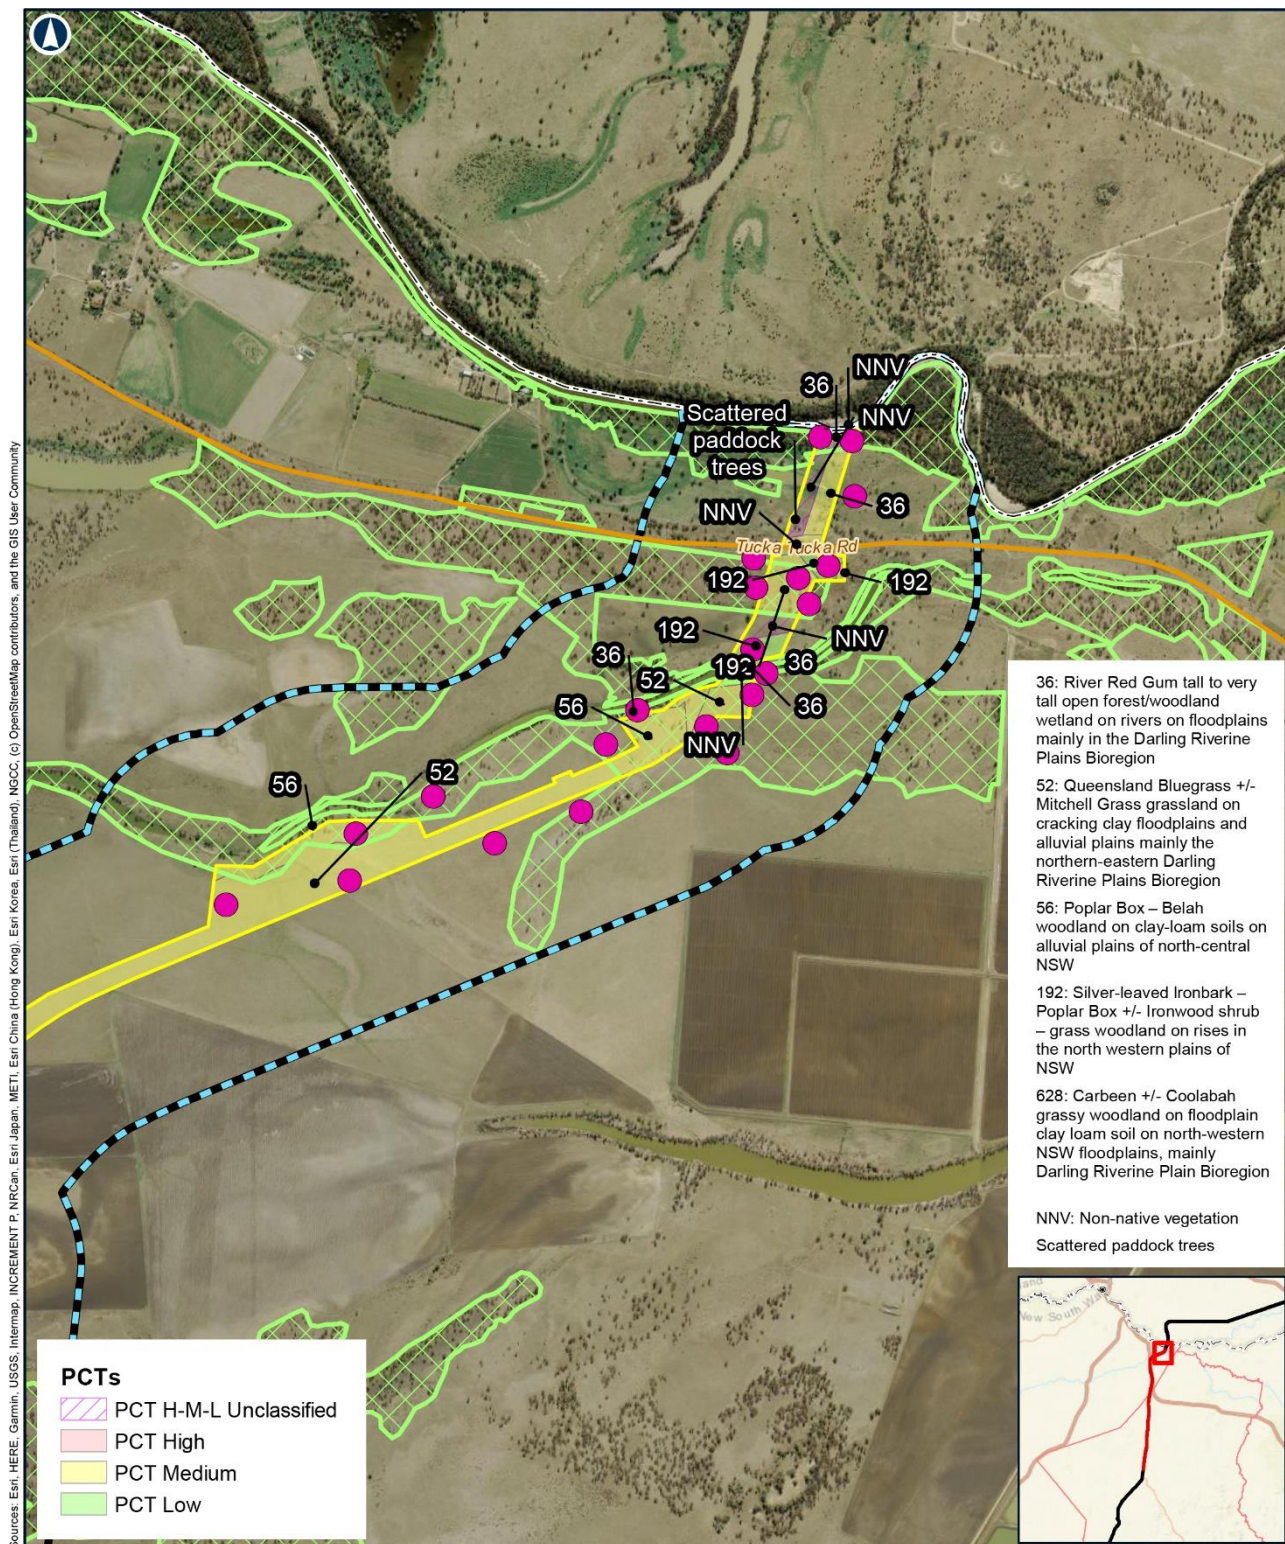 NNV
36
NNV
Scattered
paddock
trees
36
NNV
Tucka Tucka Rd
192
192
192
NNV
36
192
36
52
36
56
NNV
52
56
36: River Red Gum tall to very
tall open forest/woodland
wetland on rivers on floodplains
mainly in the Darling Riverine
Plains Bioregion
52: Queensland Bluegrass +/-
Mitchell Grass grassland on
cracking clay floodplains and
alluvial plains mainly the
northern-eastern Darling
Riverine Plains Bioregion
56: Poplar Box – Belah
woodland on clay-loam soils on
alluvial plains of north-central
NSW
192: Silver-leaved Ironbark –
Poplar Box +/- Ironwood shrub
– grass woodland on rises in
the north western plains of
NSW
628: Carbeen +/- Coolabah
grassy woodland on floodplain
clay loam soil on north-western
NSW floodplains, mainly
Darling Riverine Plain Bioregion
NNV: Non-native vegetation
Scattered paddock trees
PCTs
PCT H-M-L Unclassified
PCT High
PCT Medium
PCT Low
New South Wa
Sources: Esri, HERE, Garmin, USGS, Intermap, INCREMENT P, NRCan, Esri Japan, METI, Esri China (Hong Kong), Esri Korea, Esri (Thailand), NGCC, (c) OpenStreetMap contributors, and the GIS User Community